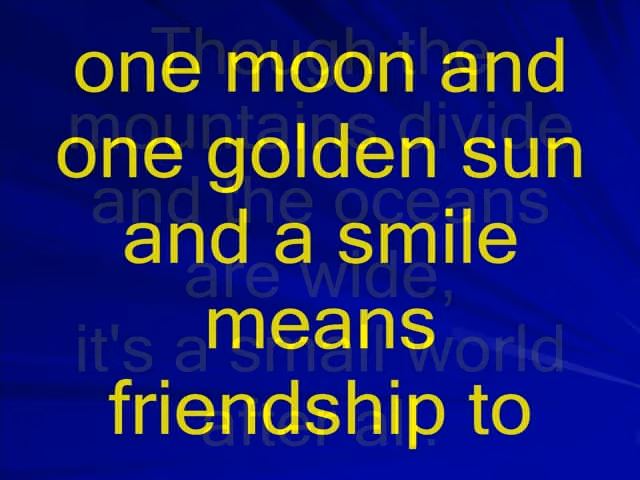 one moon and
one golden sun
and a smile
means
friendship to
Though the
mountains divide
and the oceans
are wide,
it's a small world
after all.